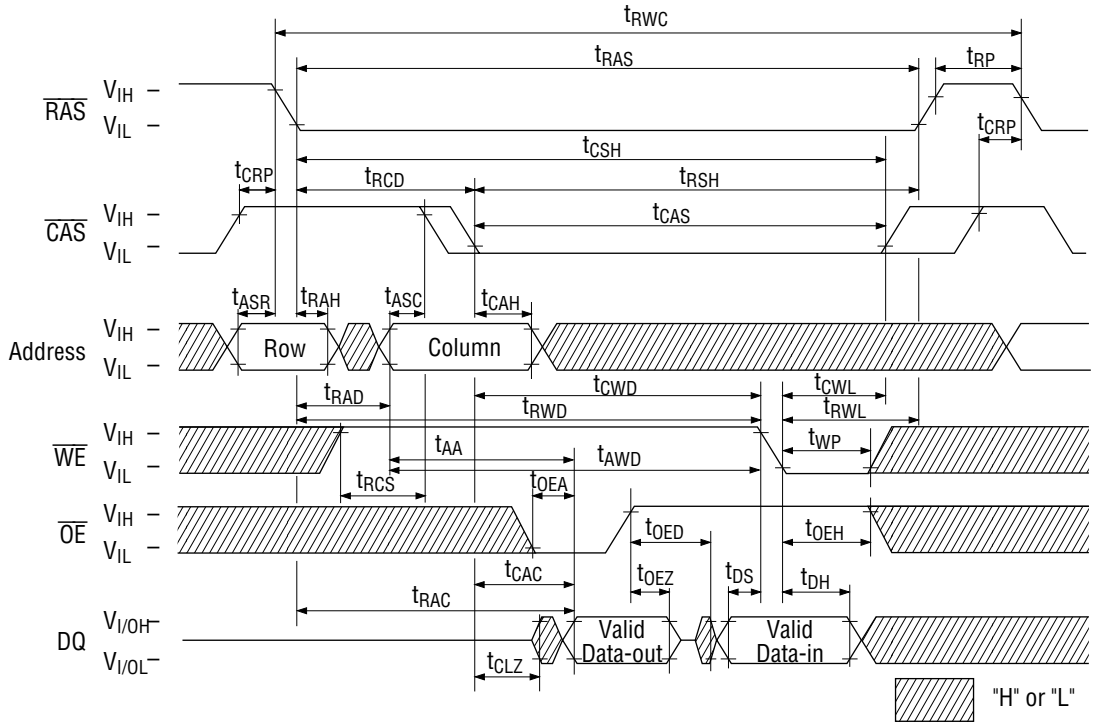 tRWC
tRAS
tRP
RAS
VIH
VIL
tCRP
tCSH
tCRP
tRCD
tRSH
CAS
VIH
VIL
tCAS
tASR
tRAH
tASC
tCAH
Address
VIH
VIL
Row
Column
tRAD
tCWD
tCWL
tRWD
tRWL
WE
VIH
VIL
tAA
tAWD
tWP
tRCS
tOEA
OE
VIH
VIL
tOED
tOEH
tCAC
tOEZ
tDS
tDH
tRAC
DQ
VI/OH
VI/OL
Valid
Data-out
Valid
Data-in
tCLZ
"H" or "L"